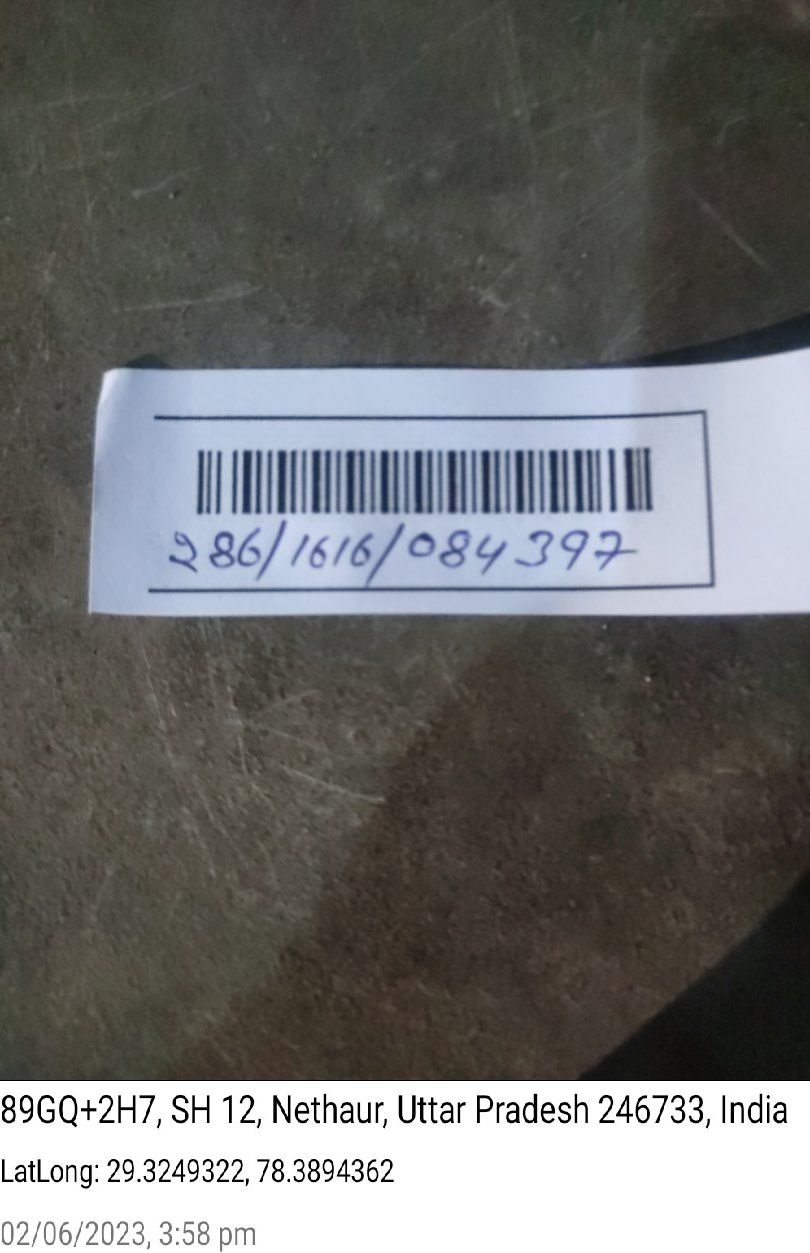 286/1616/084397
89GQ+2H7, SH 12, Nethaur, Uttar Pradesh 246733, India
LatLong: 29.3249322, 78.3894362
02/06/2023, 3:58 pm